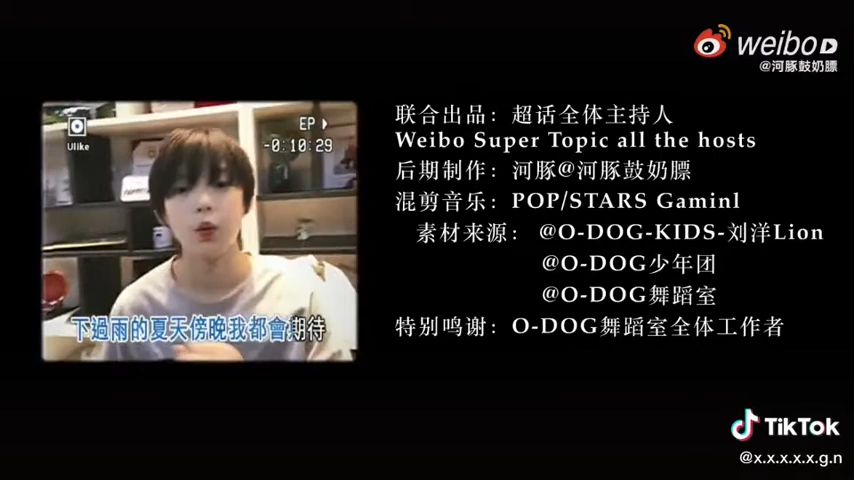 weibo
@河豚鼓奶膘
EP
-0:10:29
Ulike
下過雨的夏天傍晚我都會期待
联合出品：超话全体主持人
Weibo Super Topic all the hosts
后期制作：河豚@河豚鼓奶膘
混剪音乐：POP/STARS Gaminl
素材来源：@O-DOG-KIDS-刘洋Lion
@O-DOG少年团
@O-DOG舞蹈室
特别鸣谢：O-DOG舞蹈室全体工作者
TikTok
@x.x.x.x.x.g.n